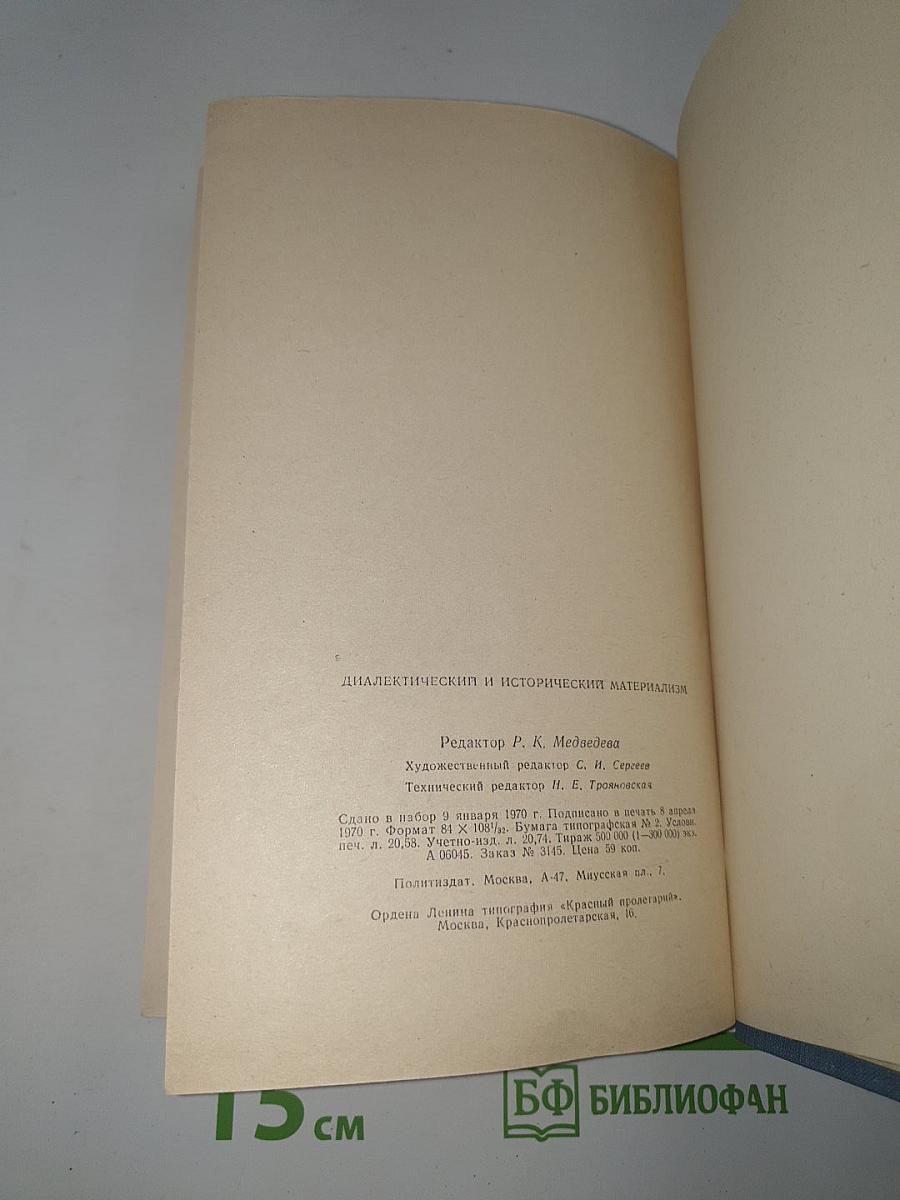 ДИАЛЕКТИЧЕСКИЙ И ИСТОРИЧЕСКИЙ МАТЕРИАЛИЗМ
Редактор Р. К. Медведева
Художественный редактор С. И. Сергеев
Технический редактор Н. Е. Трояновская
Сдано в набор 9 января 1970 г. Подписано в печать 8 апреля
1970 г. Формат 84 × 108¹/₃₂. Бумага типографская № 2. Условн.
печ. л. 20,58. Учетно-изд. л. 20,74. Тираж 500 000 (1—300 000) экз.
А 06045. Заказ № 3145. Цена 59 коп.
Политиздат, Москва, А-47, Миусская пл., 7.
Ордена Ленина типография «Красный пролетарий».
Москва, Краснопролетарская, 16.
15 см
БФ БИБЛИОФАН